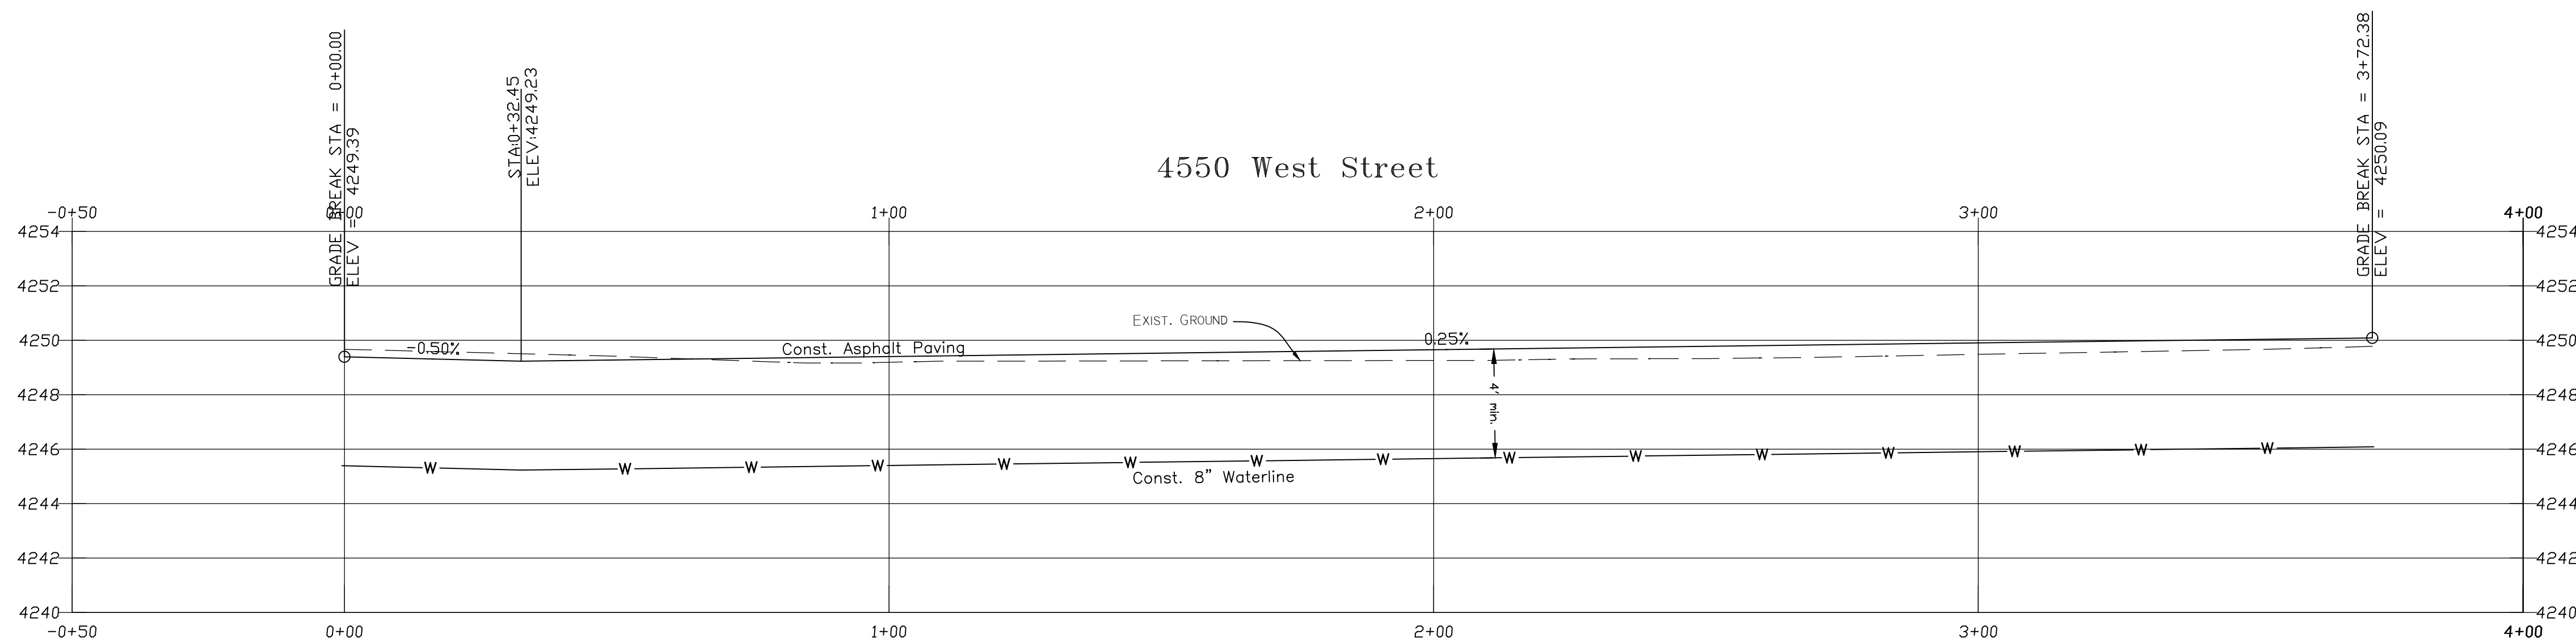 GRADE BREAK STA = 0+00.00
ELEV = 4249.39
STA:0+32.45
ELEV:4249.23
GRADE BREAK STA = 3+72.38
ELEV = 4250.09
4550 West Street
-0+50 0+00 1+00 2+00 3+00 4+00
4254 4254
4252 4252
EXIST. GROUND
4250 4250
-0.50% Const. Asphalt Paving 0.25%
4248 4248
4' min.
4246 4246
W W W W W W W W W W W W W W W
Const. 8" Waterline
4244 4244
4242 4242
4240 4240
-0+50 0+00 1+00 2+00 3+00 4+00